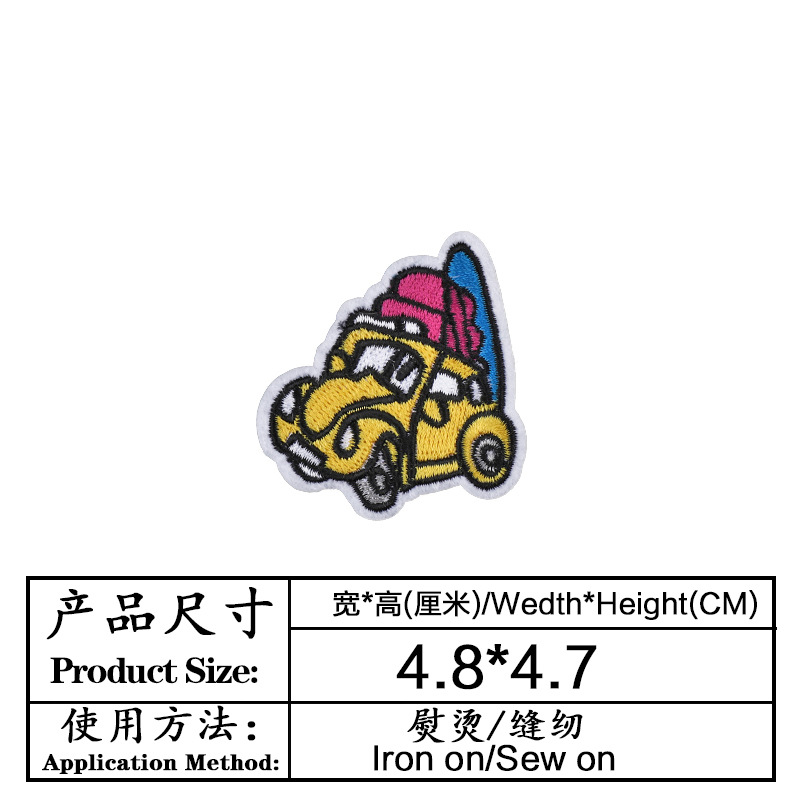 产品尺寸
Product Size:
宽*高(厘米)/Wedth*Height(CM)
4.8*4.7
使用方法：
Application Method:
熨烫/缝纫
Iron on/Sew on